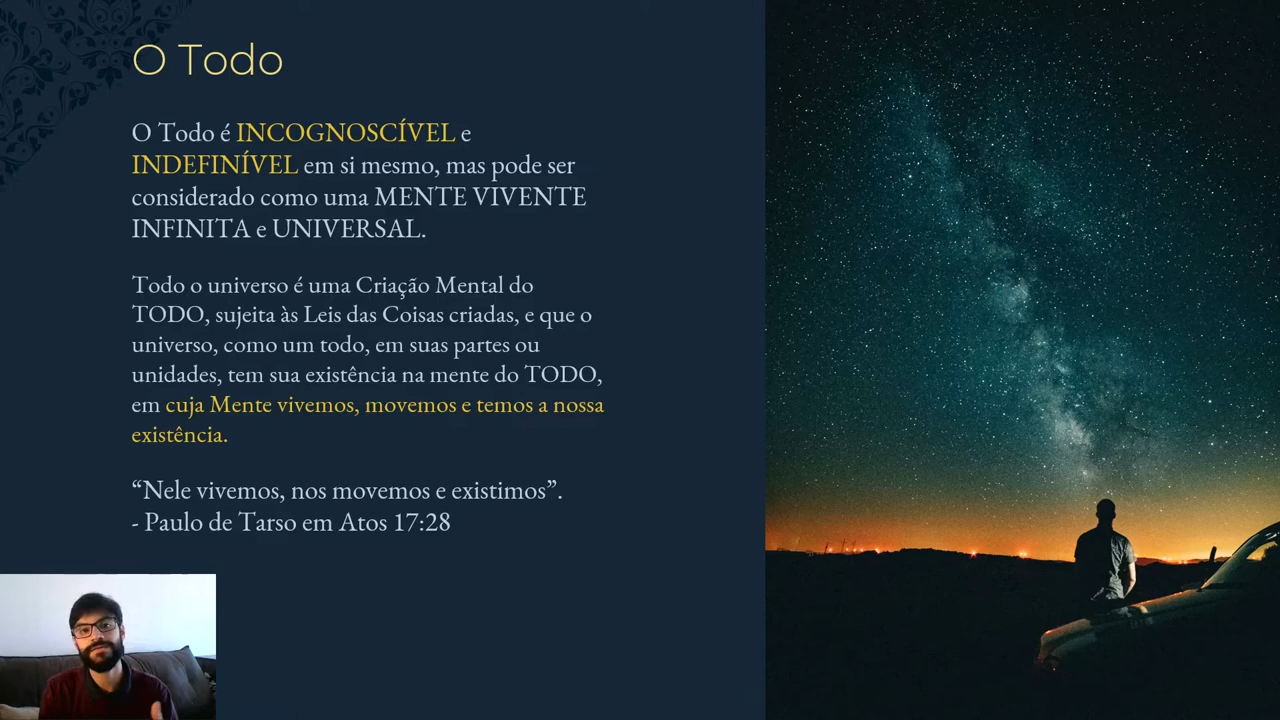 O Todo
O Todo é INCOGNOSCÍVEL e
INDEFINÍVEL em si mesmo, mas pode ser
considerado como uma MENTE VIVENTE
INFINITA e UNIVERSAL.
Todo o universo é uma Criação Mental do
TODO, sujeita às Leis das Coisas criadas, e que o
universo, como um todo, em suas partes ou
unidades, tem sua existência na mente do TODO,
em cuja Mente vivemos, movemos e temos a nossa
existência.
“Nele vivemos, nos movemos e existimos”.
- Paulo de Tarso em Atos 17:28